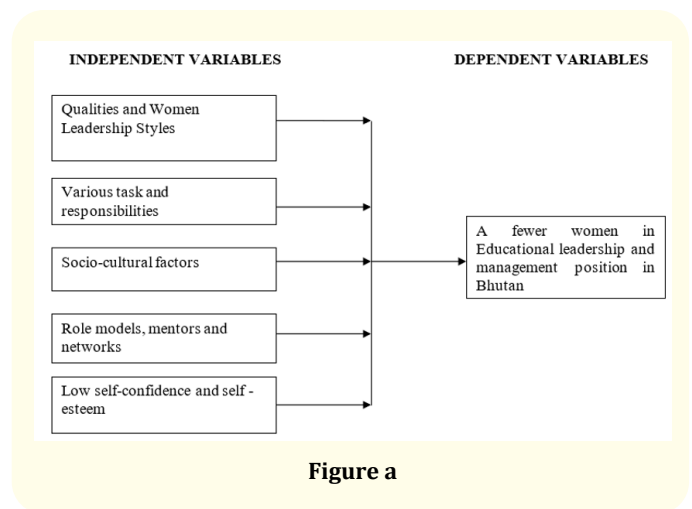 INDEPENDENT VARIABLES
DEPENDENT VARIABLES
Qualities and Women
Leadership Styles
Various task and
responsibilities
Socio-cultural factors
Role models, mentors and
networks
Low self-confidence and self -
esteem
A fewer women in
Educational leadership and
management position in
Bhutan
Figure a